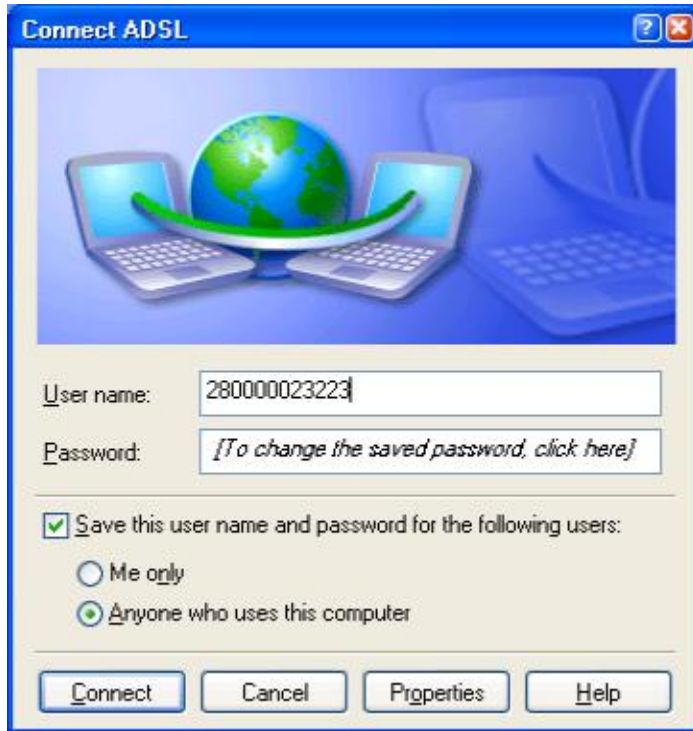 Connect ADSL
User name: 280000023223
Password: [To change the saved password, click here]
Save this user name and password for the following users:
Me only
Anyone who uses this computer
Connect Cancel Properties Help